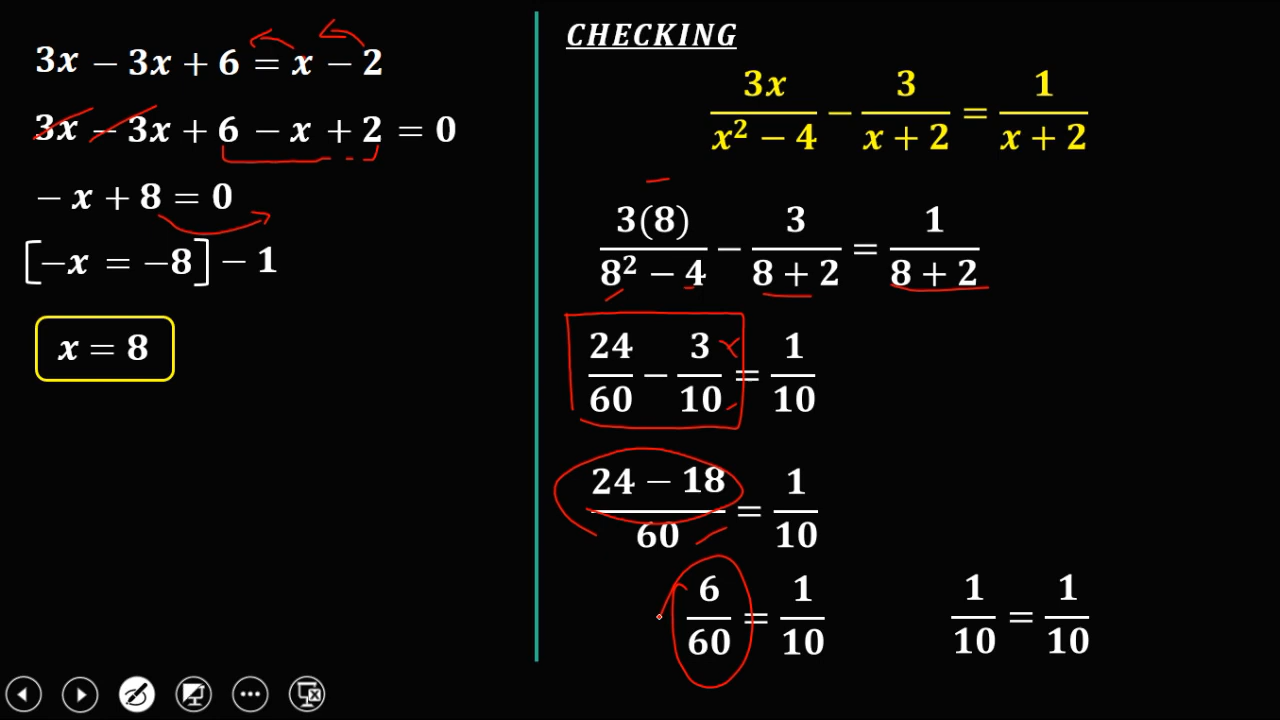 3x − 3x + 6 = x − 2
3x − 3x + 6 − x + 2 = 0
− x + 8 = 0
[−x = −8] − 1
x = 8
CHECKING
3x/(x² − 4) − 3/(x + 2) = 1/(x + 2)
3(8)/(8² − 4) − 3/(8 + 2) = 1/(8 + 2)
24/60 − 3/10 = 1/10
(24 − 18)/60 = 1/10
6/60 = 1/10
1/10 = 1/10